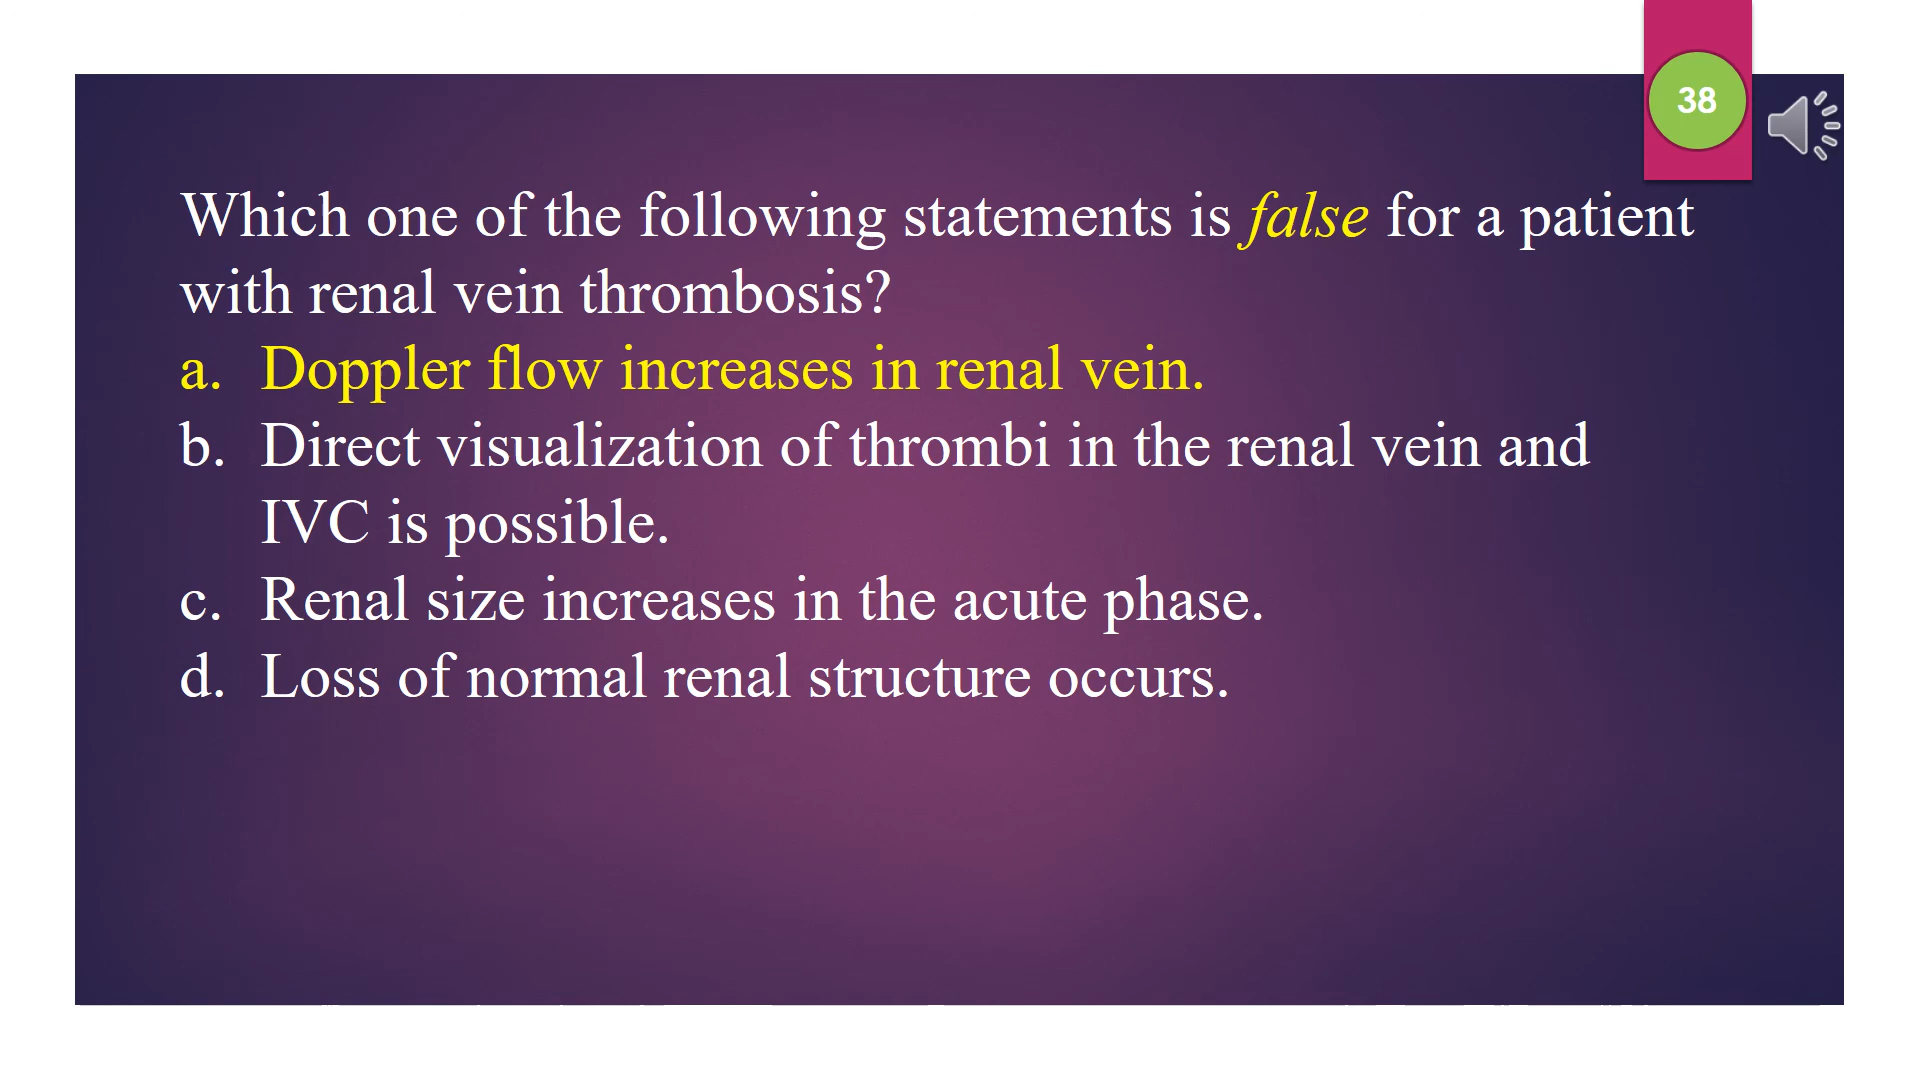 38
Which one of the following statements is false for a patient
with renal vein thrombosis?
a. Doppler flow increases in renal vein.
b. Direct visualization of thrombi in the renal vein and
IVC is possible.
c. Renal size increases in the acute phase.
d. Loss of normal renal structure occurs.